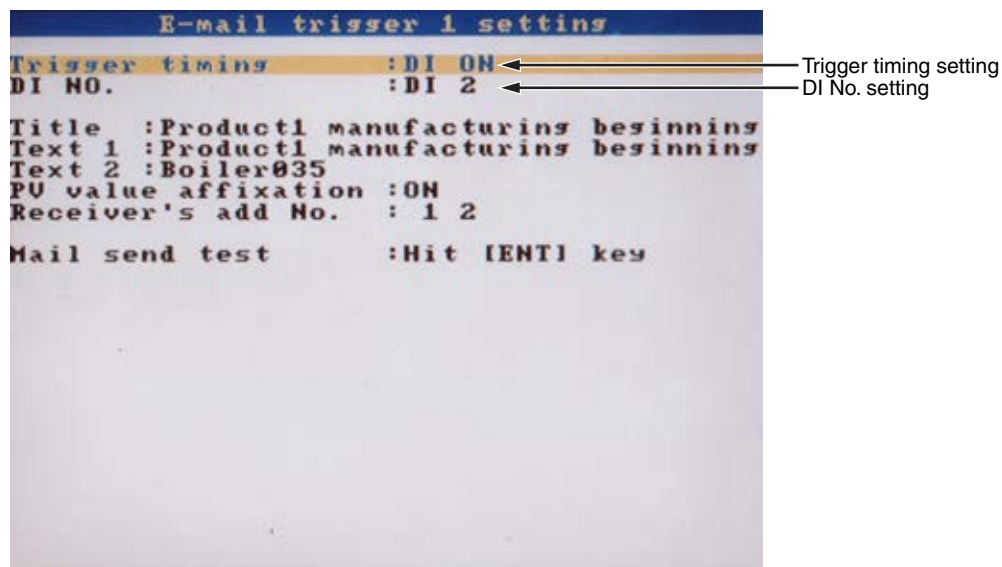 E-mail trigger 1 setting
Trigger timing :DI ON
Trigger timing setting
DI NO. :DI 2
DI No. setting
Title :Product1 manufacturing beginning
Text 1 :Product1 manufacturing beginning
Text 2 :Boiler035
PV value affixation :ON
Receiver's add No. : 1 2
Mail send test :Hit [ENT] key